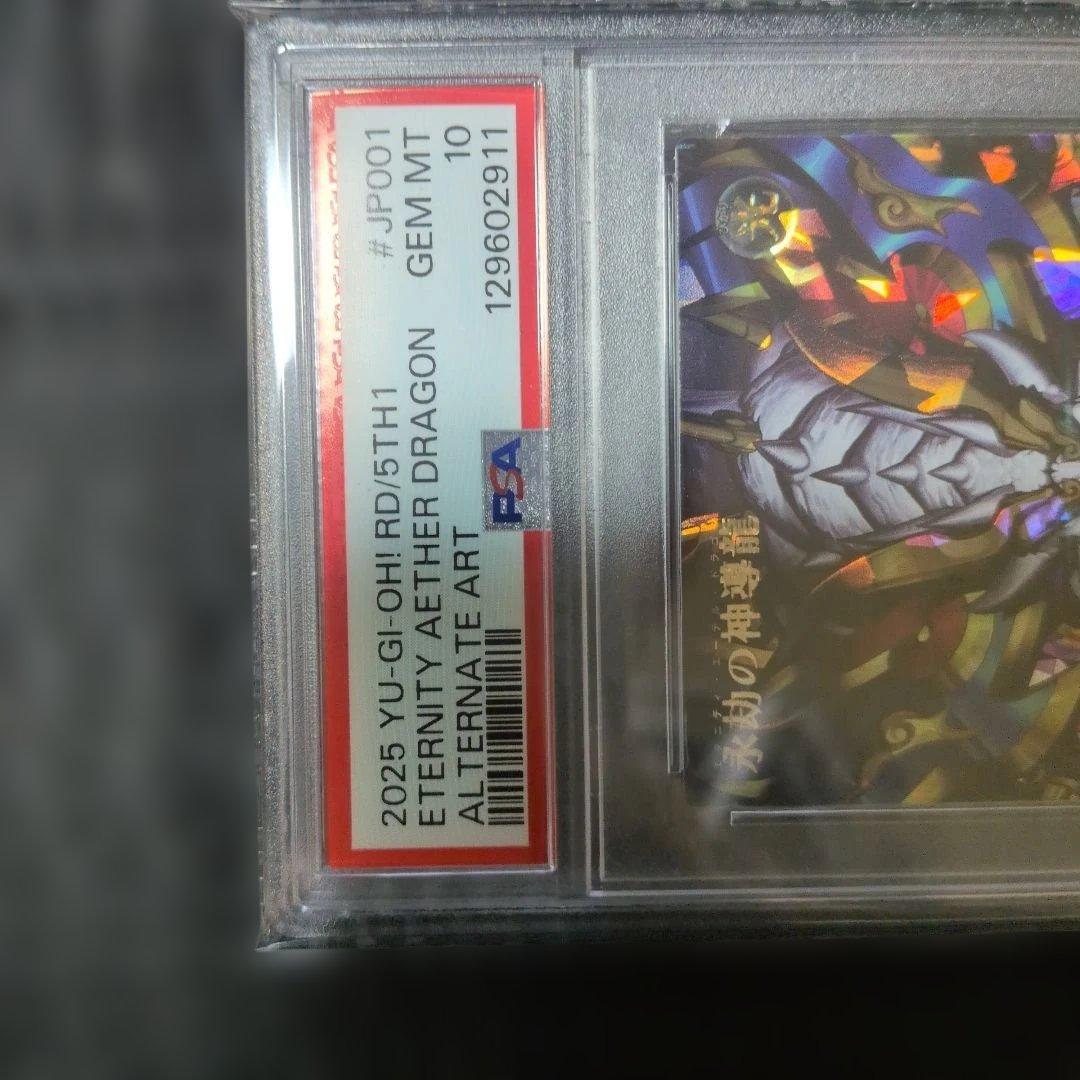 2025 YU-GI-OH! RD/5TH1 #JP001
ETERNITY AETHER DRAGON GEM MT
ALTERNATE ART 10
129602911
PSA
永劫の神導龍
光